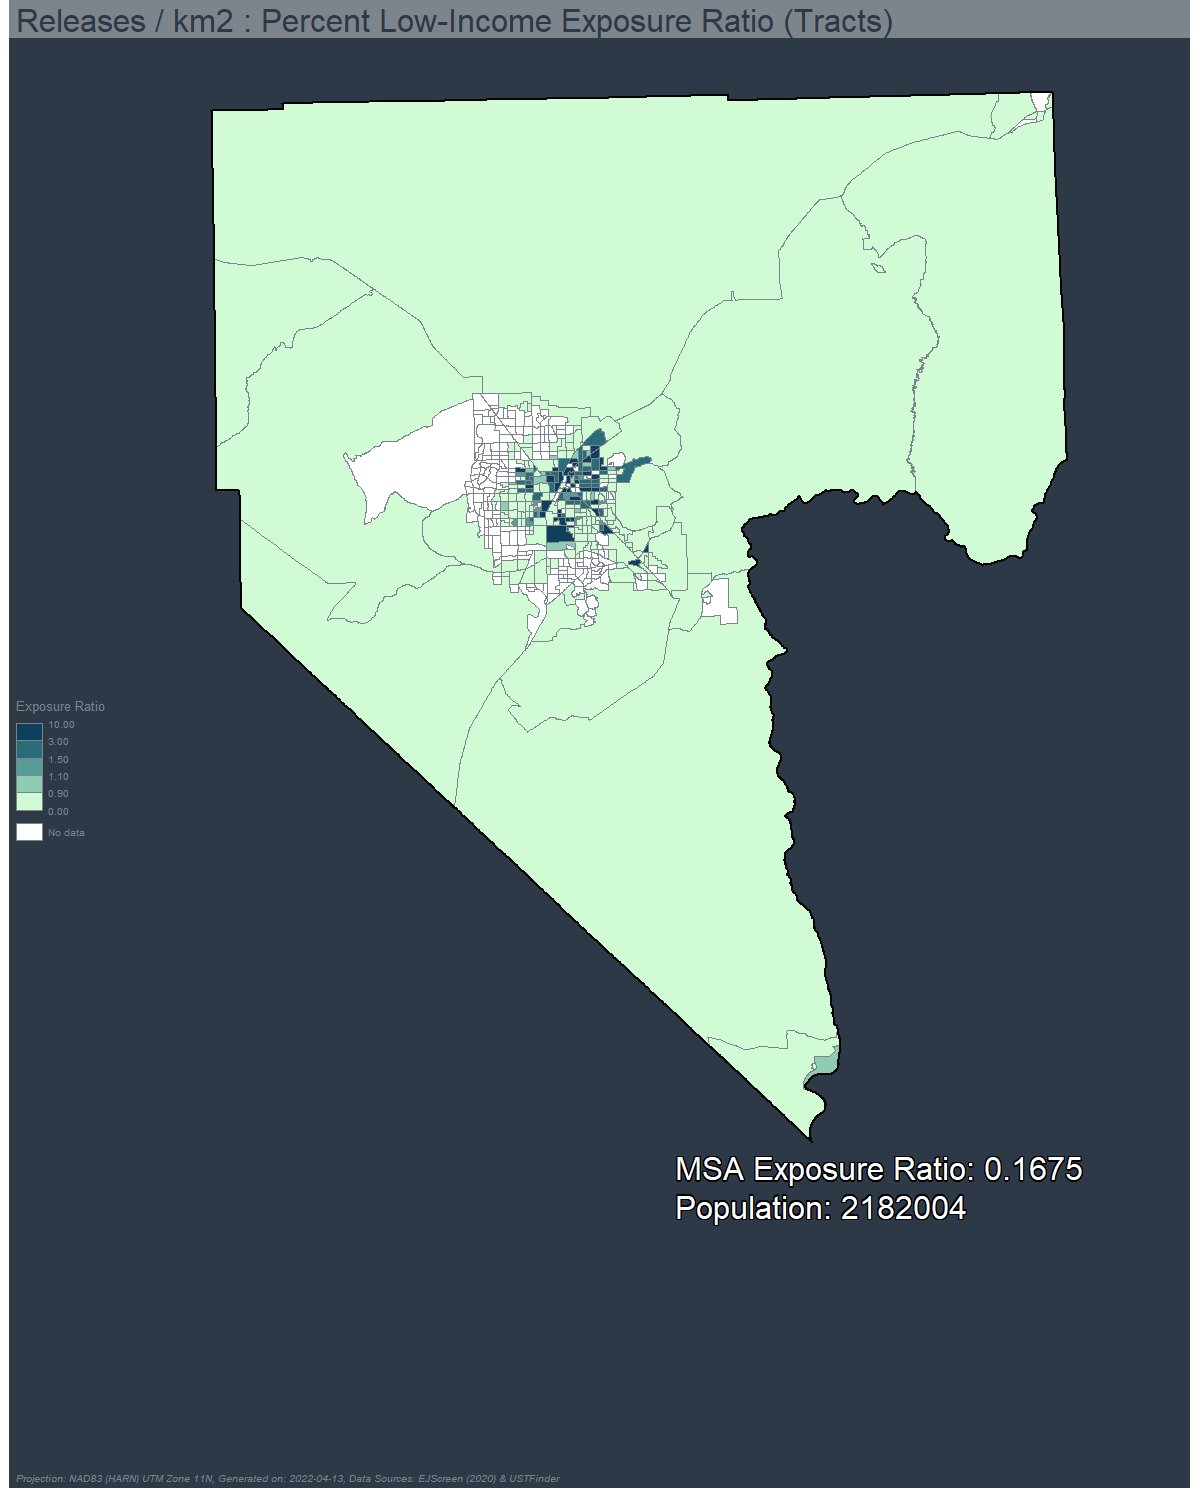 Releases / km2 : Percent Low-Income Exposure Ratio (Tracts)
Exposure Ratio
10.00
3.00
1.50
1.10
0.90
0.00
No data
MSA Exposure Ratio: 0.1675
Population: 2182004
Projection: NAD83 (HARN) UTM Zone 11N, Generated on: 2022-04-13, Data Sources: EJScreen (2020) & USTFinder